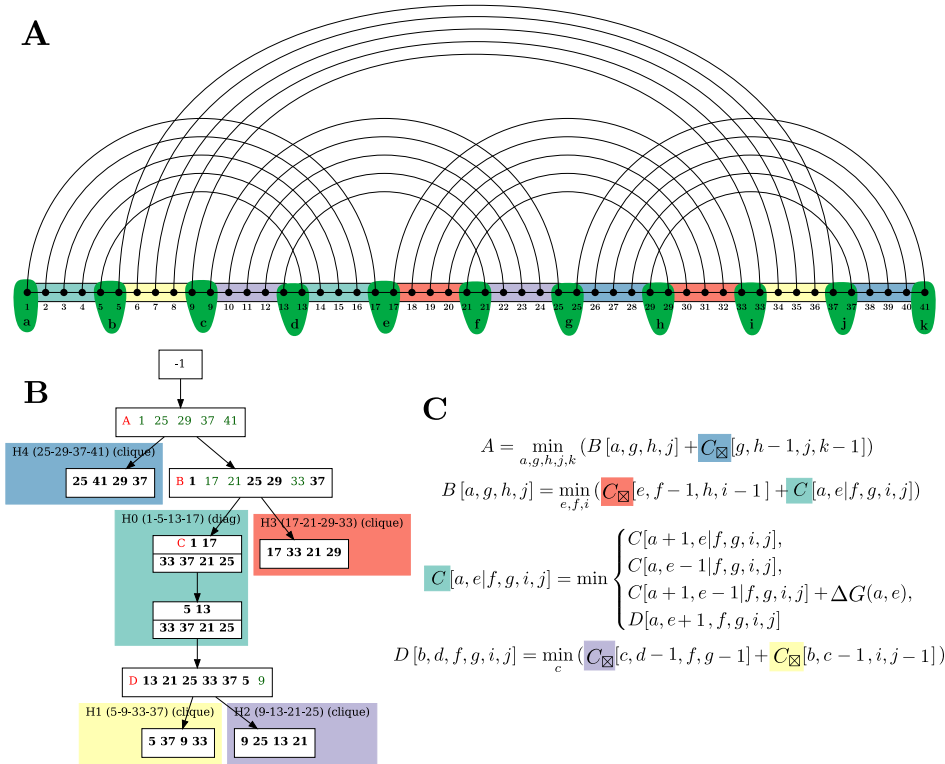 A
1 2 3 4 5 5 6 7 8 9 9 10 11 12 13 13 14 15 16 17 17 18 19 20 21 21 22 23 24 25 25 26 27 28 29 29 30 31 32 33 33 34 35 36 37 37 38 39 40 41
a b c d e f g h i j k
B
-1
A 1 25 29 37 41
H4 (25-29-37-41) (clique)
25 41 29 37
B 1 17 21 25 29 33 37
H0 (1-5-13-17) (diag)
C 1 17
33 37 21 25
5 13
33 37 21 25
H3 (17-21-29-33) (clique)
17 33 21 29
D 13 21 25 33 37 5 9
H1 (5-9-33-37) (clique)
5 37 9 33
H2 (9-13-21-25) (clique)
9 25 13 21
C
A = min_{a,g,h,j,k} (B [a, g, h, j] + C_⊠[g, h−1, j, k−1])
B [a, g, h, j] = min_{e,f,i} (C_⊠[e, f−1, h, i−1] + C [a, e|f, g, i, j])
C [a, e|f, g, i, j] = min {
C[a + 1, e|f, g, i, j],
C[a, e − 1|f, g, i, j],
C[a + 1, e − 1|f, g, i, j] + ΔG(a, e),
D[a, e + 1, f, g, i, j]
D [b, d, f, g, i, j] = min_c (C_⊠[c, d−1, f, g−1] + C_⊠[b, c−1, i, j−1])